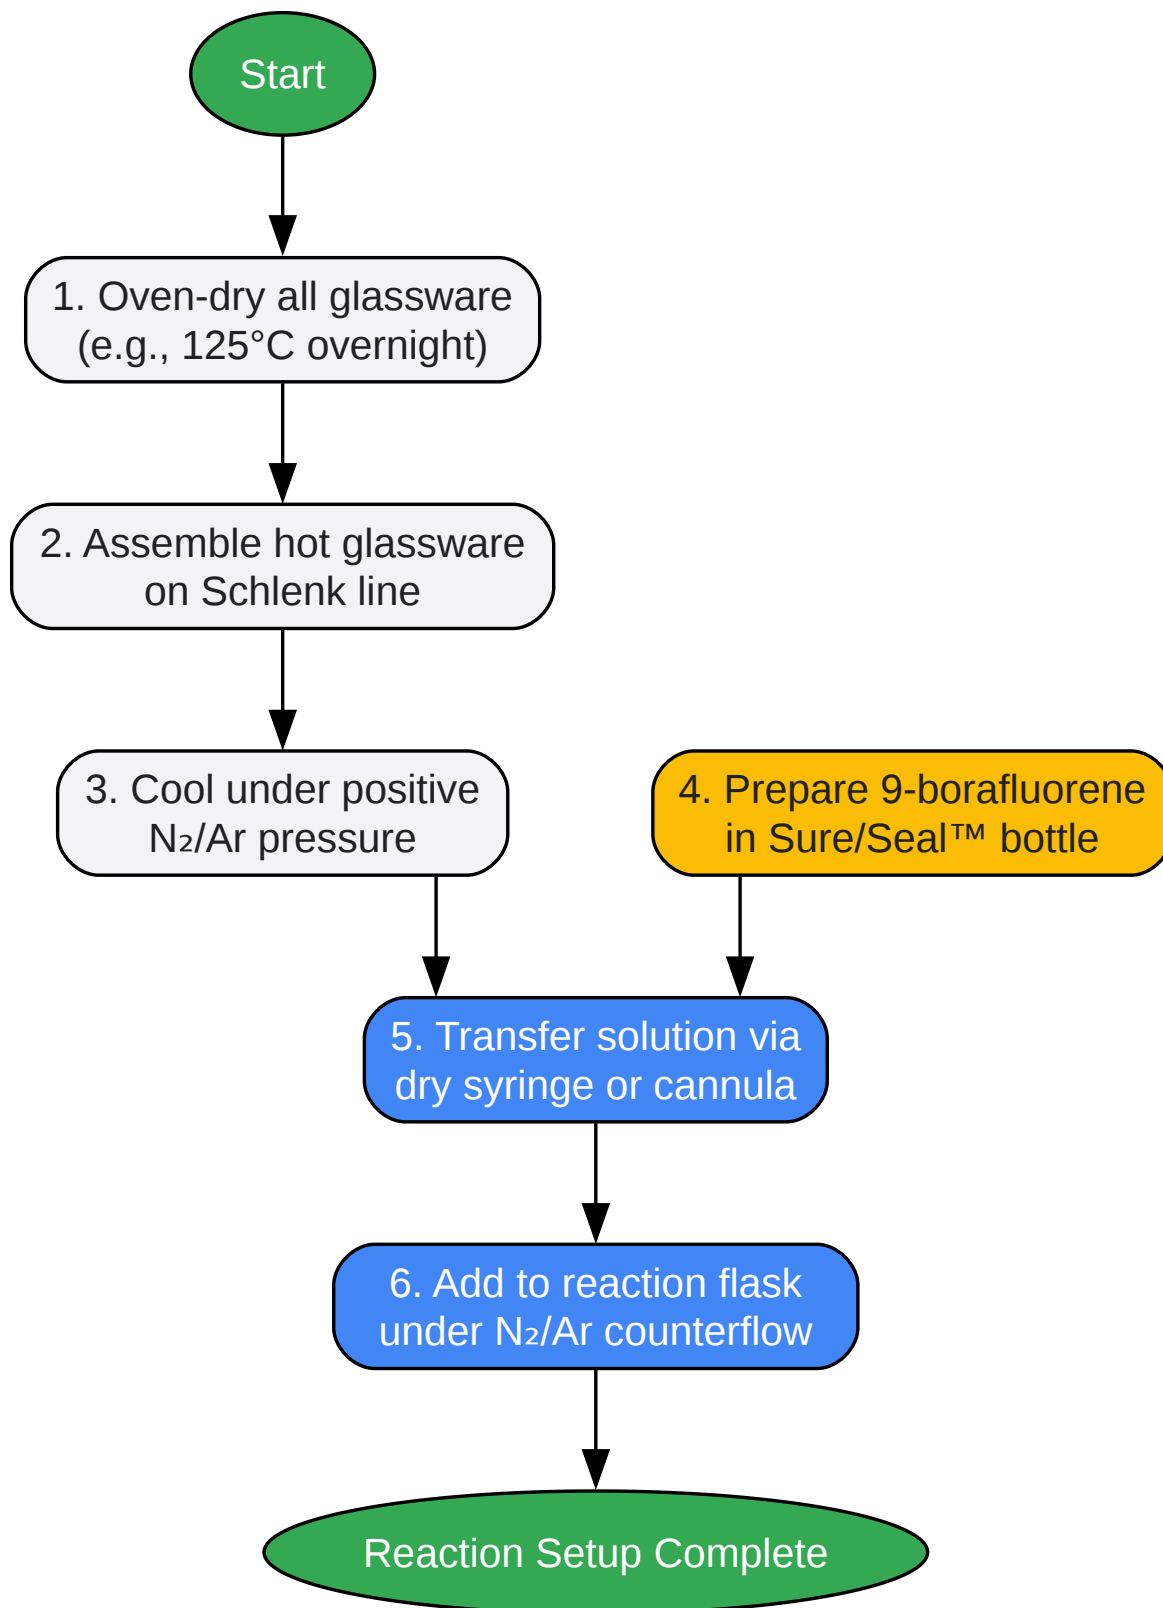 Start
1. Oven-dry all glassware
(e.g., 125°C overnight)
2. Assemble hot glassware
on Schlenk line
3. Cool under positive
N₂/Ar pressure
4. Prepare 9-borafluorene
in Sure/Seal™ bottle
5. Transfer solution via
dry syringe or cannula
6. Add to reaction flask
under N₂/Ar counterflow
Reaction Setup Complete